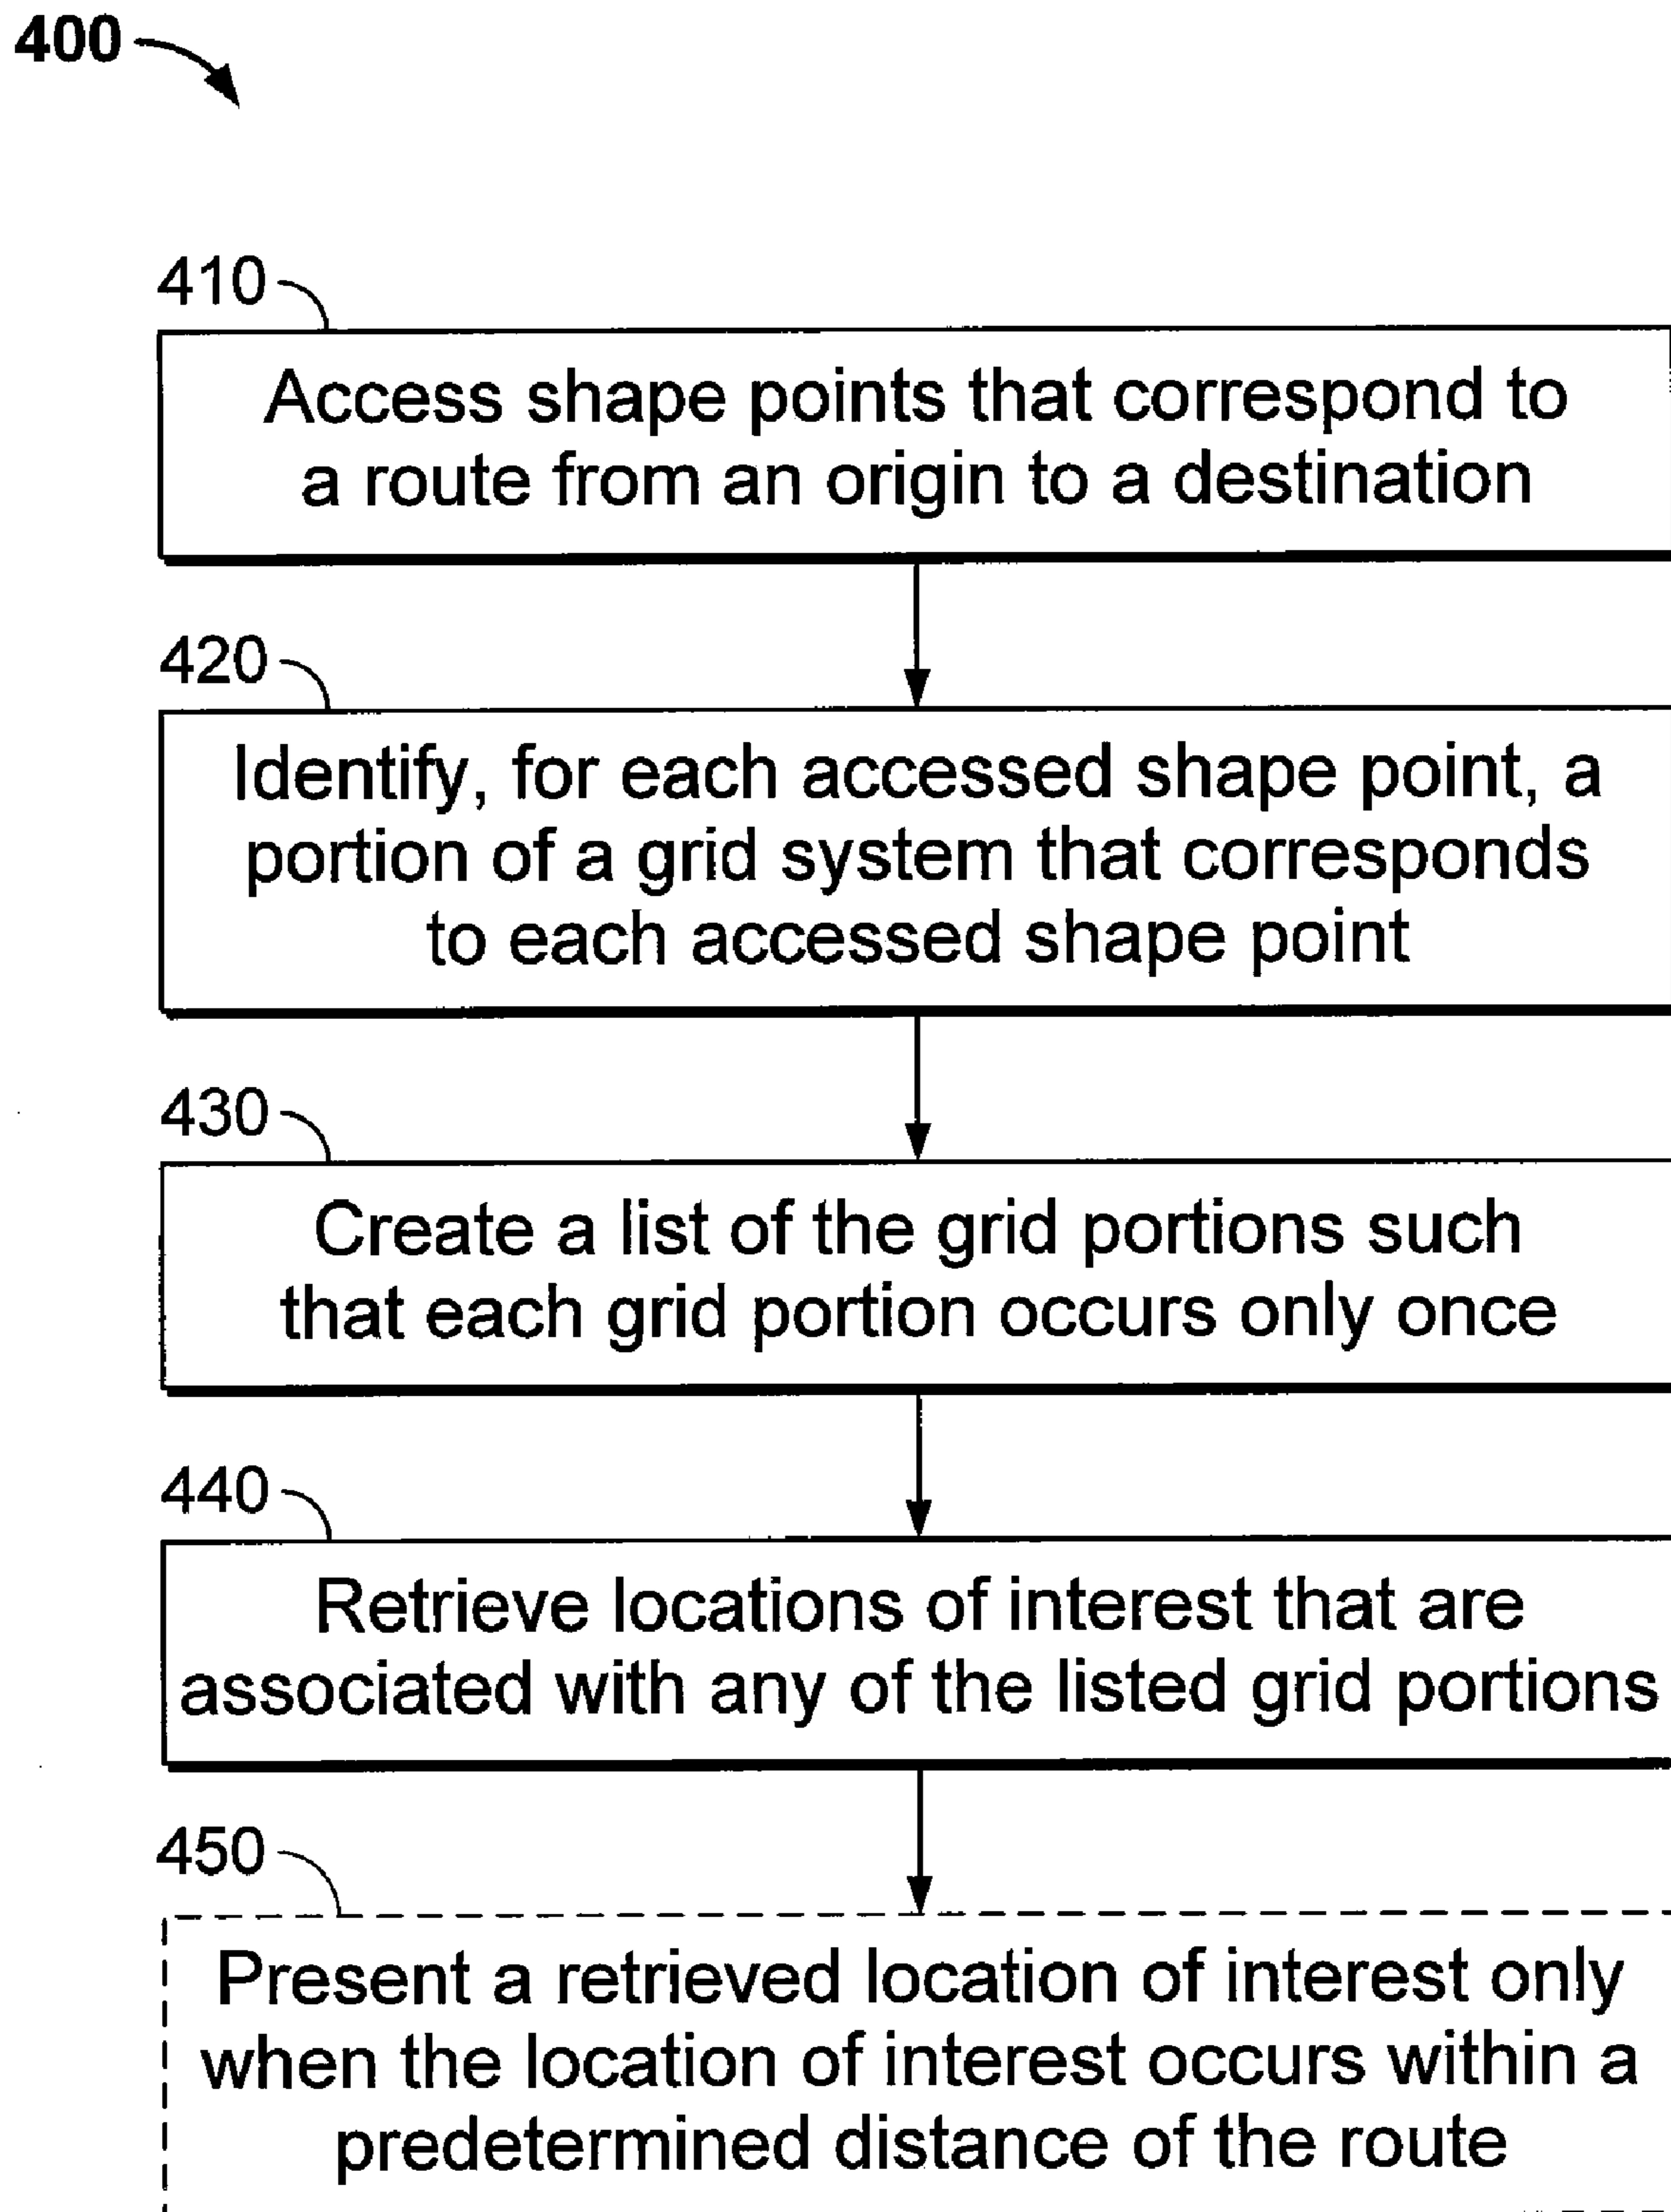 400
410
Access shape points that correspond to
a route from an origin to a destination
420
Identify, for each accessed shape point, a
portion of a grid system that corresponds
to each accessed shape point
430
Create a list of the grid portions such
that each grid portion occurs only once
440
Retrieve locations of interest that are
associated with any of the listed grid portions
450
Present a retrieved location of interest only
when the location of interest occurs within a
predetermined distance of the route